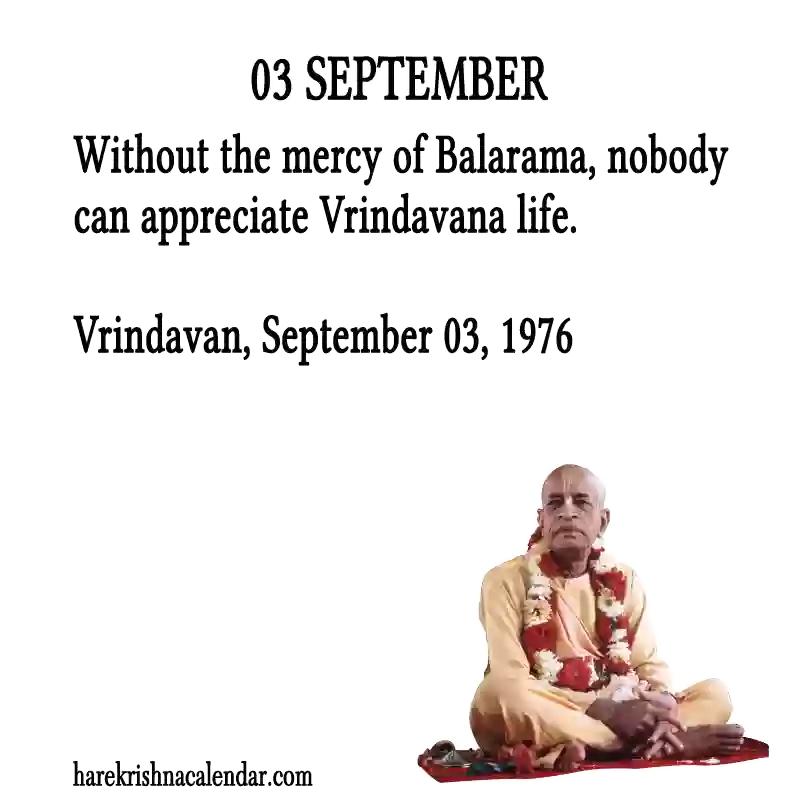 03 SEPTEMBER
Without the mercy of Balarama, nobody
can appreciate Vrindavana life.
Vrindavan, September 03, 1976
harekrishnacalendar.com